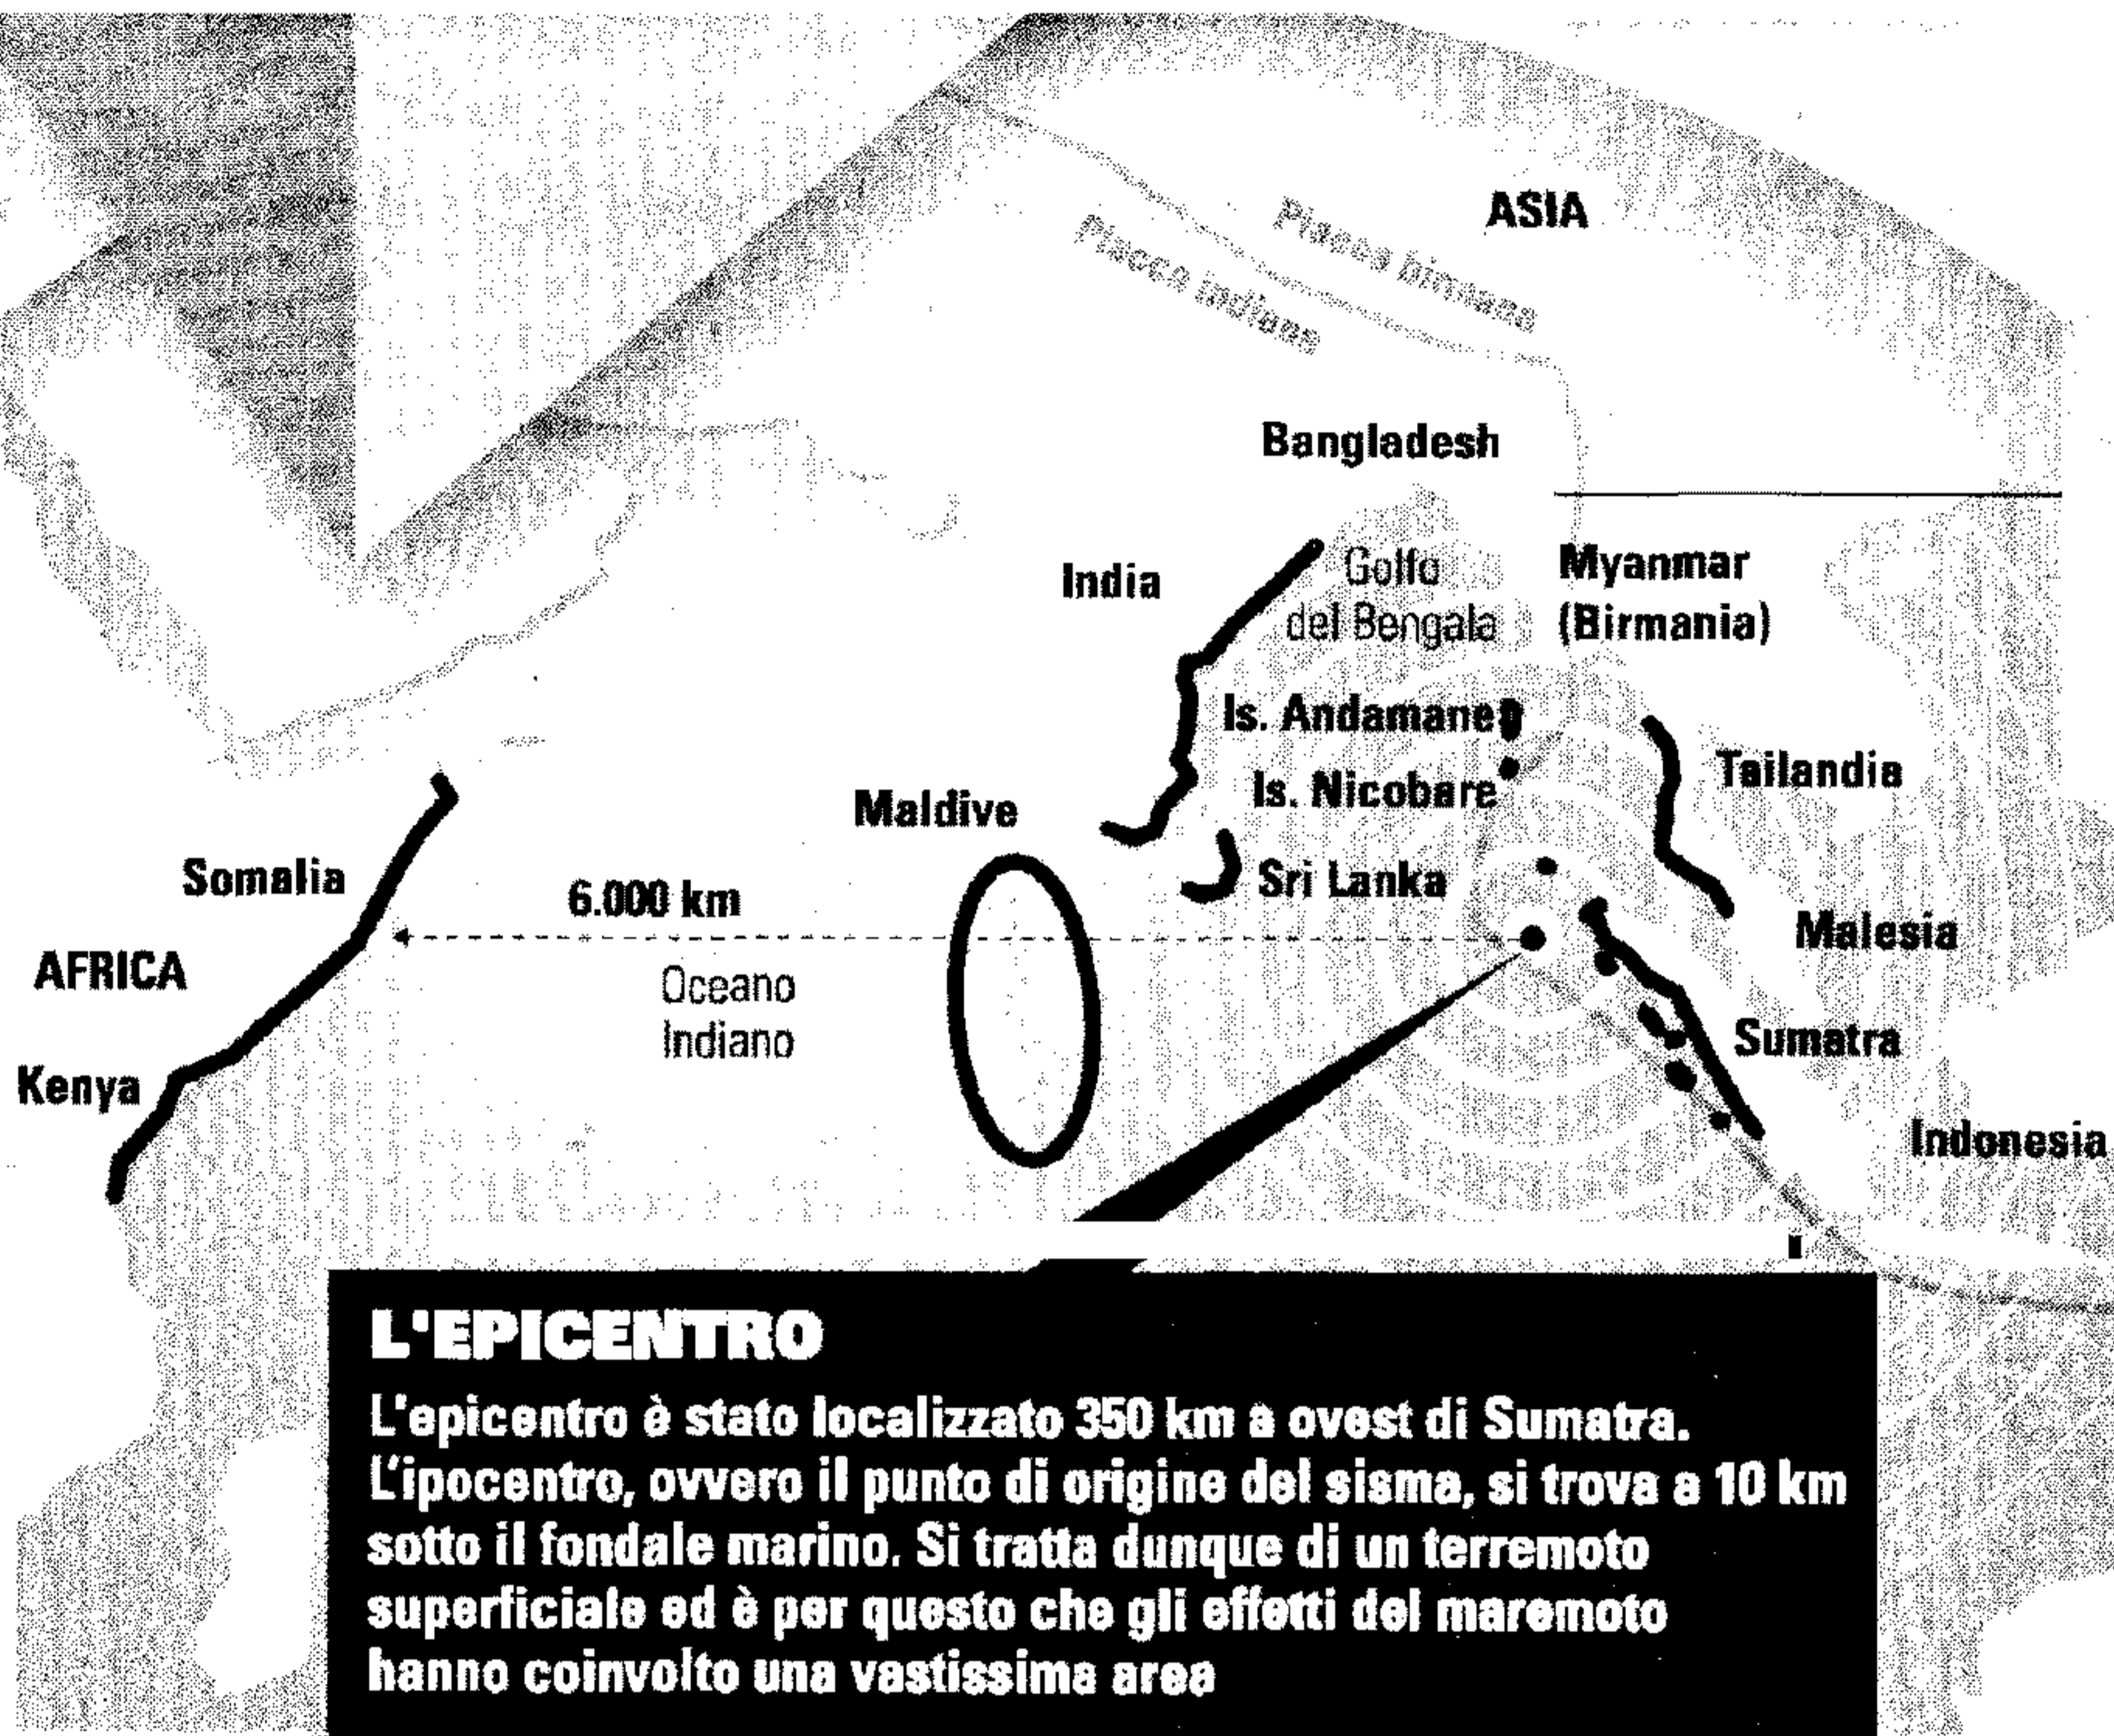 ASIA
Placca birmana
Placca indiana
Bangladesh
India
Golfo
del Bengala
Myanmar
(Birmania)
Is. Andamane
Is. Nicobare
Tailandia
Maldive
Sri Lanka
Somalia
6.000 km
Malesia
AFRICA
Oceano
Indiano
Sumatra
Kenya
Indonesia
L'EPICENTRO
L'epicentro è stato localizzato 350 km a ovest di Sumatra.
L'ipocentro, ovvero il punto di origine del sisma, si trova a 10 km
sotto il fondale marino. Si tratta dunque di un terremoto
superficiale ed è per questo che gli effetti del maremoto
hanno coinvolto una vastissima area